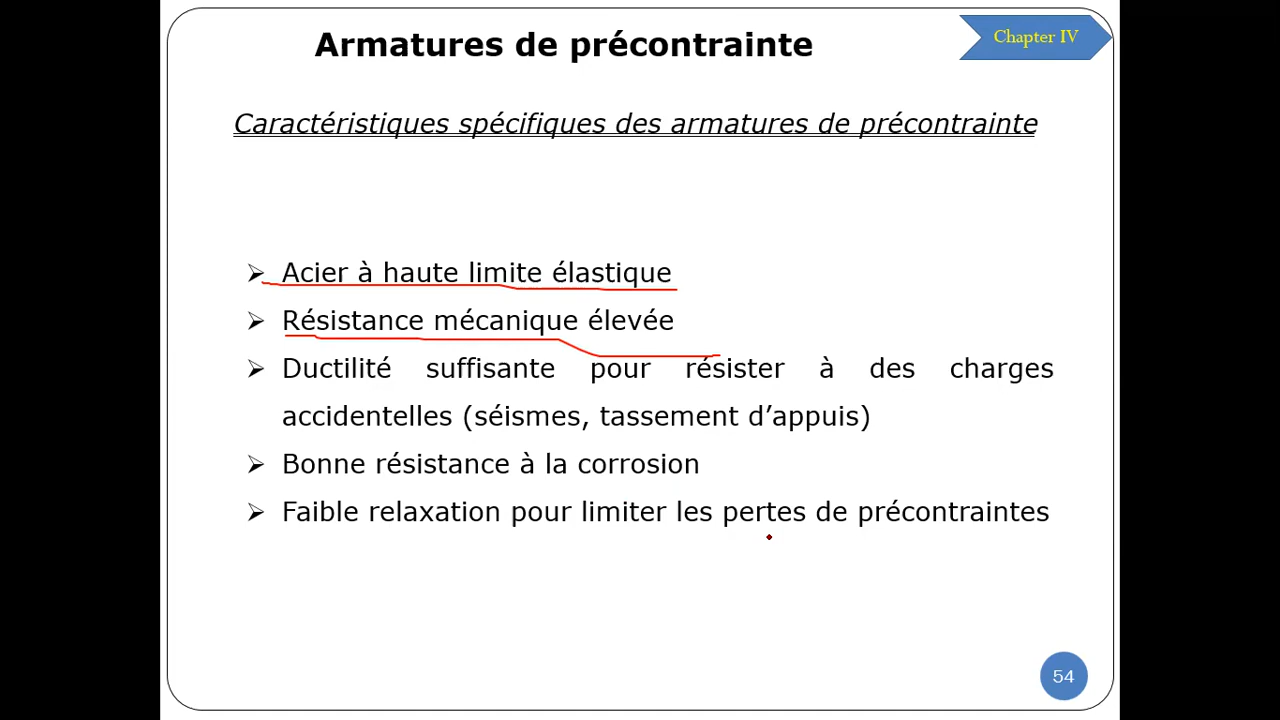 Armatures de précontrainte
Chapter IV
Caractéristiques spécifiques des armatures de précontrainte
➢ Acier à haute limite élastique
➢ Résistance mécanique élevée
➢ Ductilité suffisante pour résister à des charges
accidentelles (séismes, tassement d’appuis)
➢ Bonne résistance à la corrosion
➢ Faible relaxation pour limiter les pertes de précontraintes
54